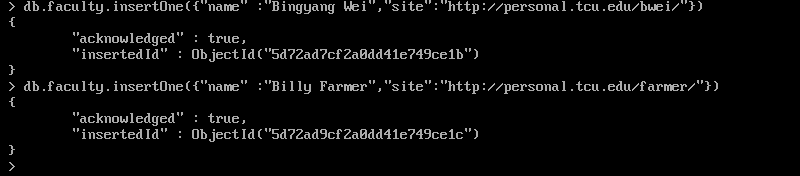 > db.faculty.insertOne({"name" :"Bingyang Wei","site":"http://personal.tcu.edu/bwei/"})
{
        "acknowledged" : true,
        "insertedId" : ObjectId("5d72ad7cf2a0dd41e749ce1b")
}
> db.faculty.insertOne({"name" :"Billy Farmer","site":"http://personal.tcu.edu/farmer/"})
{
        "acknowledged" : true,
        "insertedId" : ObjectId("5d72ad9cf2a0dd41e749ce1c")
}
>